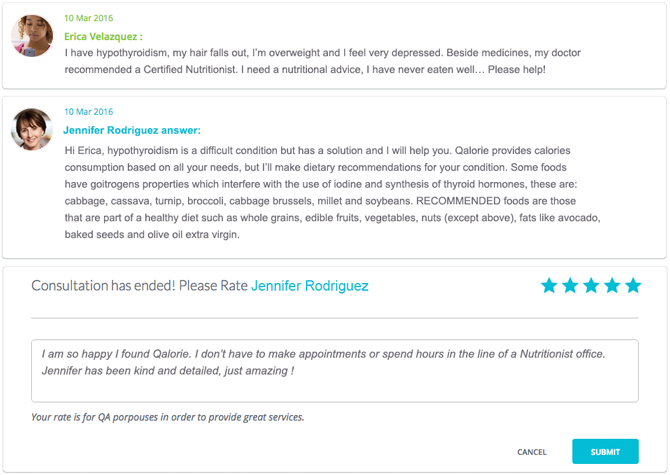 10 Mar 2016
Erica Velazquez :
I have hypothyroidism, my hair falls out, I'm overweight and I feel very depressed. Beside medicines, my doctor
recommended a Certified Nutritionist. I need a nutritional advice, I have never eaten well… Please help!
10 Mar 2016
Jennifer Rodriguez answer:
Hi Erica, hypothyroidism is a difficult condition but has a solution and I will help you. Qalorie provides calories
consumption based on all your needs, but I'll make dietary recommendations for your condition. Some foods
have goitrogens properties which interfere with the use of iodine and synthesis of thyroid hormones, these are:
cabbage, cassava, turnip, broccoli, cabbage brussels, millet and soybeans. RECOMMENDED foods are those
that are part of a healthy diet such as whole grains, edible fruits, vegetables, nuts (except above), fats like avocado,
baked seeds and olive oil extra virgin.
Consultation has ended! Please Rate Jennifer Rodriguez
I am so happy I found Qalorie. I don't have to make appointments or spend hours in the line of a Nutritionist office.
Jennifer has been kind and detailed, just amazing !
Your rate is for QA porpouses in order to provide great services.
CANCEL SUBMIT